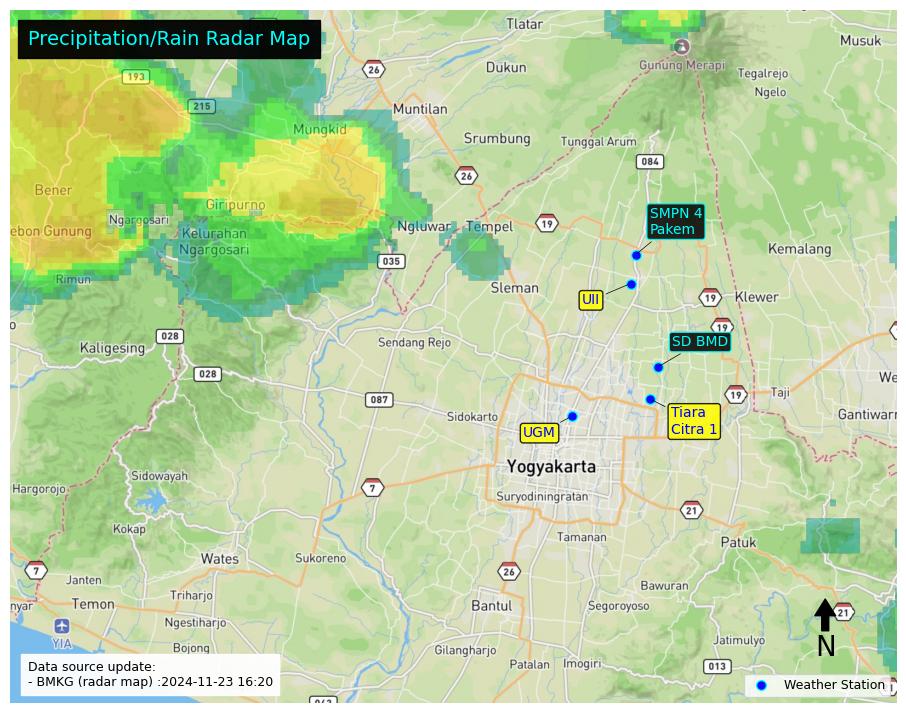 Precipitation/Rain Radar Map
Tlatar
Musuk
193
26
Dukun
Gunung Merapi
Tegalrejo
Ngelo
215
Muntilan
Mungkid
Srumbung
Tunggal Arum
084
26
Bener
Giripurno
SMPN 4
Pakem
Ngargosari
ebon Gunung
Kelurahan
Ngargosari
Ngluwar
Tempel
19
Kemalang
035
Rimun
UII
Sleman
19
Klewer
19
028
Kaligesing
Sendang Rejo
SD BMD
028
087
19
Taji
We
Sidokarto
Tiara
Citra 1
Gantiwarn
UGM
Yogyakarta
Sidowayah
Hargorojo
7
Suryodiningratan
21
Kokap
Tamanan
Patuk
Wates
Sukoreno
7
26
Janten
Bawuran
nyar
Temon
Triharjo
Bantul
Segoroyoso
21
Ngestiharjo
N
YIA
Bojong
Gilangharjo
Jatimulyo
Patalan
Imogiri
013
Data source update:
- BMKG (radar map) :2024-11-23 16:20
Weather Station